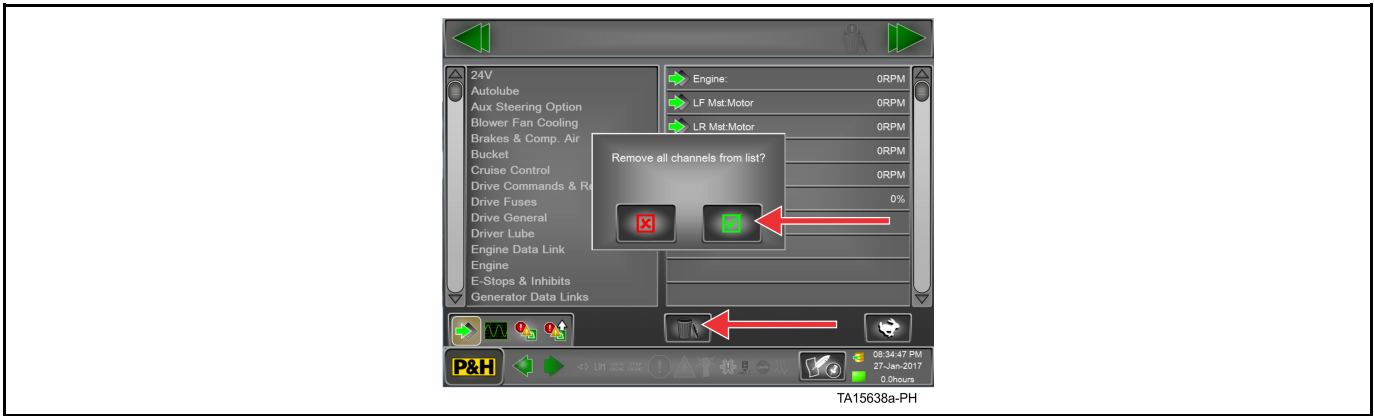 24V
Autolube
Aux Steering Option
Blower Fan Cooling
Brakes & Comp. Air
Bucket
Cruise Control
Drive Commands & Re
Drive Fuses
Drive General
Driver Lube
Engine Data Link
Engine
E-Stops & Inhibits
Generator Data Links
Engine: 0RPM
LF Mst:Motor 0RPM
LR Mst:Motor 0RPM
0RPM
0RPM
0%
Remove all channels from list?
P&H
LIM
08:34:47 PM
27-Jan-2017
0.0hours
TA15638a-PH